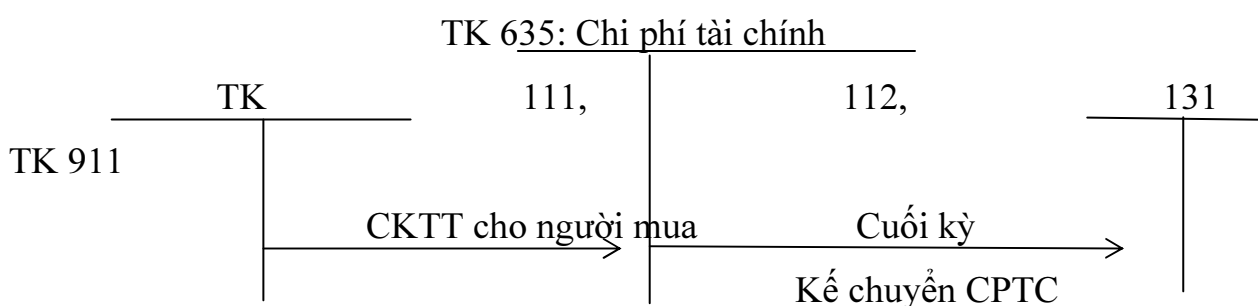 TK 635: Chi phí tài chính
TK 111, 112, 131
TK 911
CKTT cho người mua Cuối kỳ
Kế chuyển CPTC